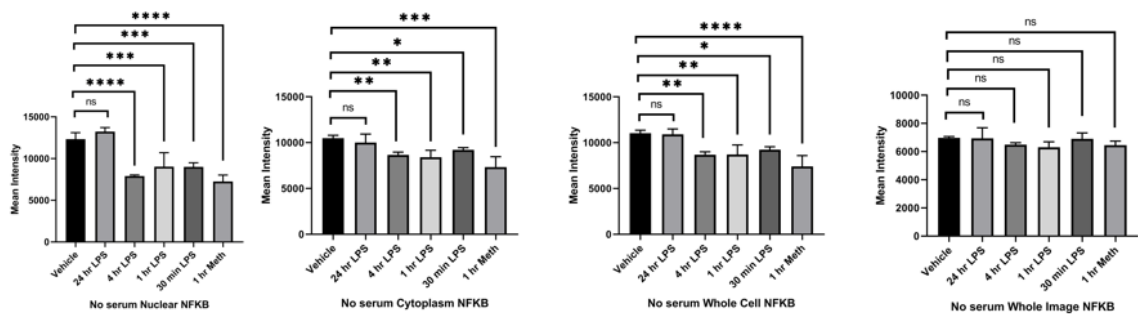 ****
***
***
****
ns
15000
10000
5000
0
Mean Intensity
Vehicle
24 hr LPS
4 hr LPS
1 hr LPS
30 min LPS
1 hr Meth
No serum Nuclear NFKB
***
*
**
**
ns
15000
10000
5000
0
Mean Intensity
Vehicle
24 hr LPS
4 hr LPS
1 hr LPS
30 min LPS
1 hr Meth
No serum Cytoplasm NFKB
****
*
**
**
ns
15000
10000
5000
0
Mean Intensity
Vehicle
24 hr LPS
4 hr LPS
1 hr LPS
30 min LPS
1 hr Meth
No serum Whole Cell NFKB
ns
ns
ns
ns
ns
10000
8000
6000
4000
2000
0
Mean Intensity
Vehicle
24 hr LPS
4 hr LPS
1 hr LPS
30 min LPS
1 hr Meth
No serum Whole Image NFKB